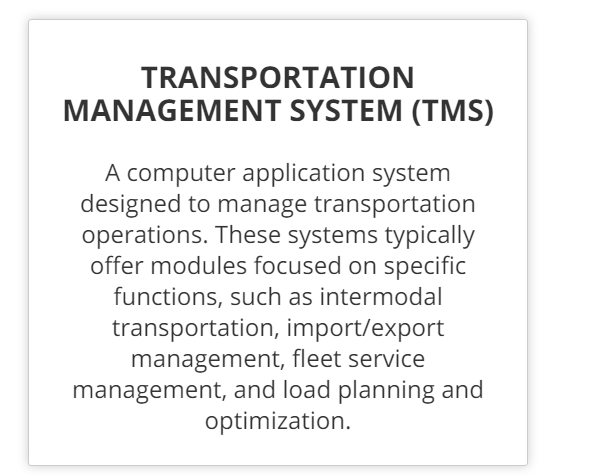 TRANSPORTATION
MANAGEMENT SYSTEM (TMS)
A computer application system
designed to manage transportation
operations. These systems typically
offer modules focused on specific
functions, such as intermodal
transportation, import/export
management, fleet service
management, and load planning and
optimization.